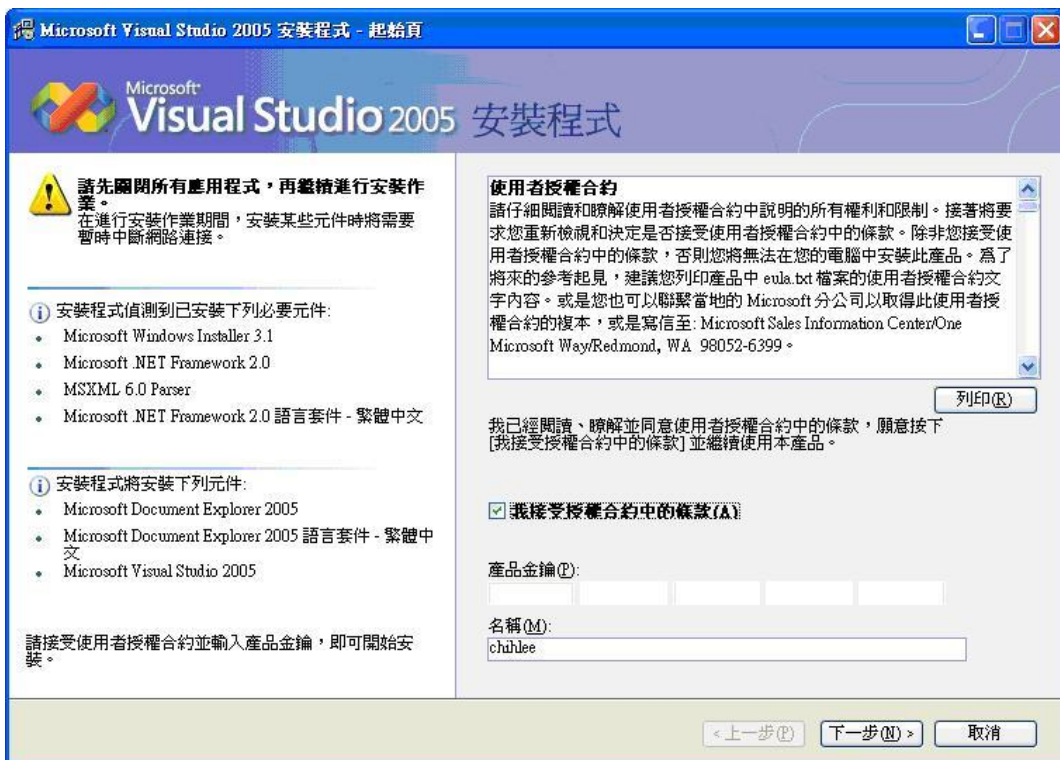 Microsoft Visual Studio 2005 安裝程式 - 起始頁
Microsoft
Visual Studio 2005 安裝程式
請先關閉所有應用程式，再繼續進行安裝作
業。
在進行安裝作業期間，安裝某些元件時將需要
暫時中斷網路連接。
安裝程式偵測到已安裝下列必要元件:
Microsoft Windows Installer 3.1
Microsoft .NET Framework 2.0
MSXML 6.0 Parser
Microsoft .NET Framework 2.0 語言套件 - 繁體中文
安裝程式將安裝下列元件:
Microsoft Document Explorer 2005
Microsoft Document Explorer 2005 語言套件 - 繁體中
文
Microsoft Visual Studio 2005
請接受使用者授權合約並輸入產品金鑰，即可開始安
裝。
使用者授權合約
請仔細閱讀和瞭解使用者授權合約中說明的所有權利和限制。接著將要
求您重新檢視和決定是否接受使用者授權合約中的條款。除非您接受使
用者授權合約中的條款，否則您將無法在您的電腦中安裝此產品。為了
將來的參考起見，建議您列印產品中 eula.txt 檔案的使用者授權合約文
字內容。或是您也可以聯繫當地的 Microsoft 分公司以取得此使用者授
權合約的複本，或是寫信至: Microsoft Sales Information Center/One
Microsoft Way/Redmond, WA 98052-6399。
列印(R)
我已經閱讀、瞭解並同意使用者授權合約中的條款，願意按下
[我接受授權合約中的條款] 並繼續使用本產品。
我接受授權合約中的條款(A)
產品金鑰(P):
名稱(M):
chihlee
<上一步(P)
下一步(N)>
取消